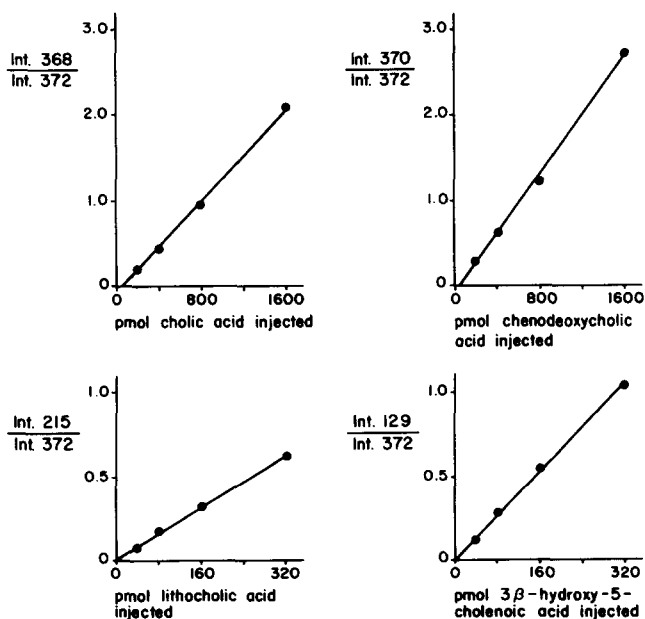 3.0
Int. 368
Int. 372
2.0
1.0
0
0 800 1600
pmol cholic acid injected
3.0
Int. 370
Int. 372
2.0
1.0
0
0 800 1600
pmol chenodeoxycholic
acid injected
1.0
Int. 215
Int. 372
0.5
0
0 160 320
pmol lithocholic acid
injected
1.0
Int. 129
Int. 372
0.5
0
0 160 320
pmol 3β-hydroxy-5-
cholenoic acid injected